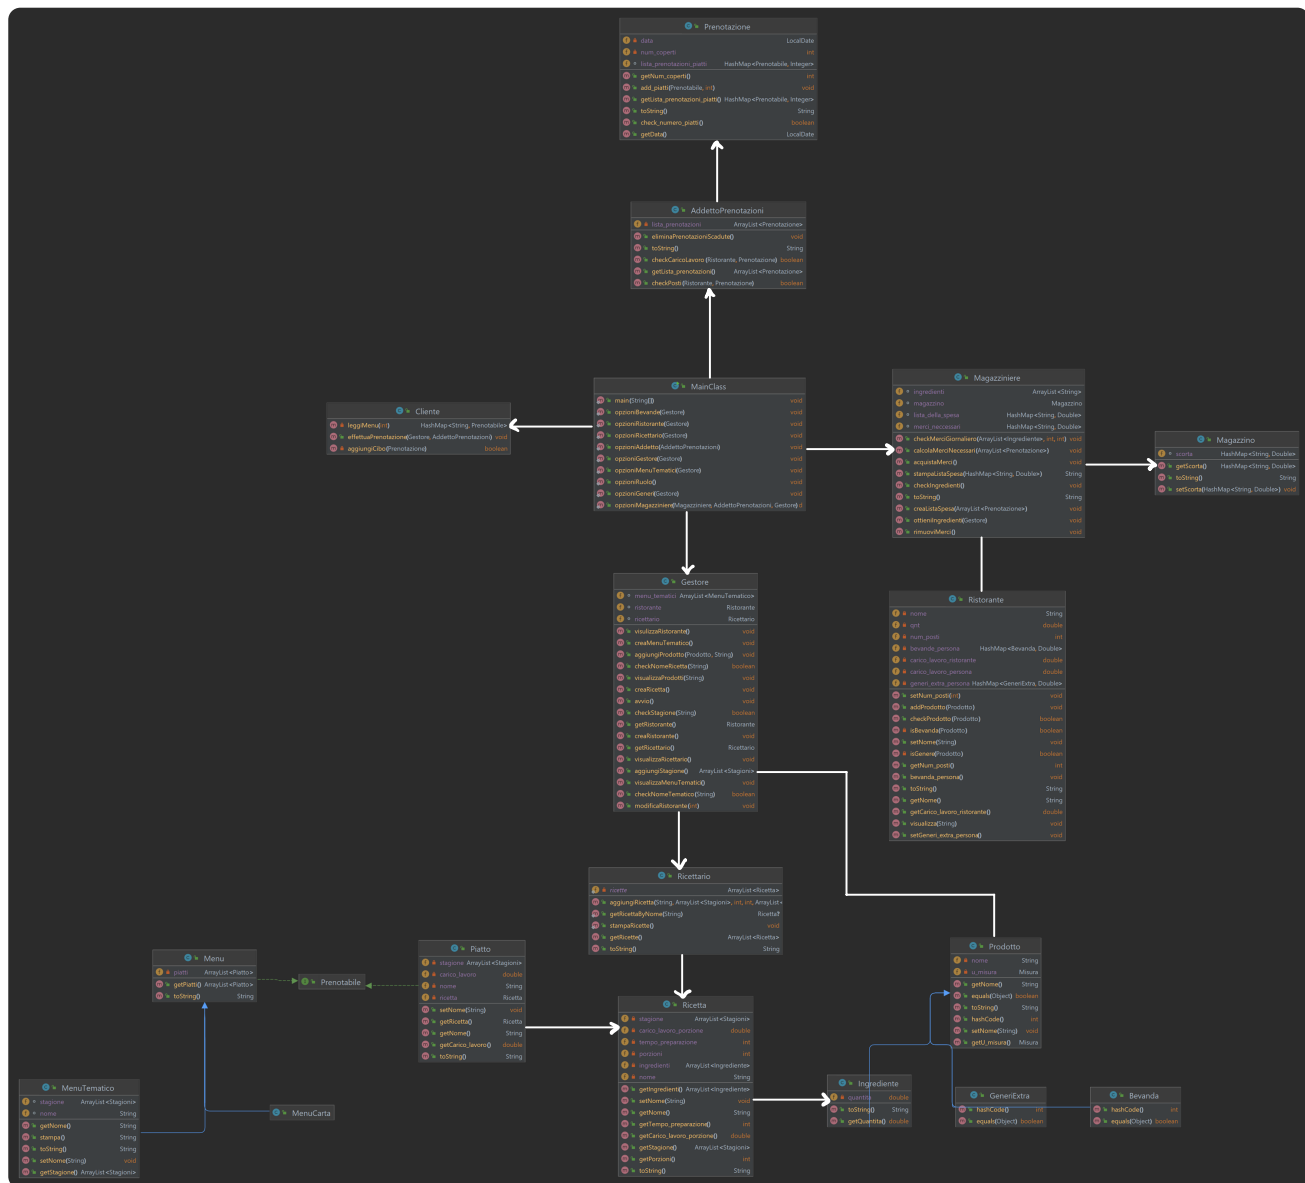 Prenotazione
data LocalDate
num_coperti int
lista_prenotazioni_piatti HashMap<Prenotabile, Integer>
getNum_coperti() int
add_piatti(Prenotabile, int) void
getLista_prenotazioni_piatti() HashMap<Prenotabile, Integer>
toString() String
check_numero_piatti() boolean
getData() LocalDate
AddettoPrenotazioni
lista_prenotazioni ArrayList<Prenotazione>
eliminaPrenotazioniScadute() void
toString() String
checkCaricoLavoro(Ristorante, Prenotazione) boolean
getLista_prenotazioni() ArrayList<Prenotazione>
checkPosti(Ristorante, Prenotazione) boolean
MainClass
main(String[]) void
opzioniBevande(Gestore) void
opzioniRistorante(Gestore) void
opzioniRicettario(Gestore) void
opzioniAddetto(AddettoPrenotazioni) void
opzioniGestore(Gestore) void
opzioniMenuTematici(Gestore) void
opzioniRuolo() void
opzioniGeneri(Gestore) void
opzioniMagazziniere(Magazziniere, AddettoPrenotazioni, Gestore)
Cliente
leggiMenu(int) HashMap<String, Prenotabile>
effettuaPrenotazione(Gestore, AddettoPrenotazioni) void
aggiungiCibo(Prenotazione) boolean
Magazziniere
ingredienti ArrayList<String>
magazzino Magazzino
lista_della_spesa HashMap<String, Double>
merci_neccessari HashMap<String, Double>
checkMerciGiornaliero(ArrayList<Ingrediente>, int, int) void
calcolaMerciNecessari(ArrayList<Prenotazione>) void
acquistaMerci() void
stampaListaSpesa(HashMap<String, Double>) String
checkIngredienti() void
toString() String
creaListaSpesa(ArrayList<Prenotazione>) void
ottieniIngredienti(Gestore) void
rimuoviMerci() void
Magazzino
scorta HashMap<String, Double>
getScorta() HashMap<String, Double>
toString() String
setScorta(HashMap<String, Double>) void
Gestore
menu_tematici ArrayList<MenuTematico>
ristorante Ristorante
ricettario Ricettario
visulizzaRistorante() void
creaMenuTematico() void
aggiungiProdotto(Prodotto, String) void
checkNomeRicetta(String) boolean
visualizzaProdotti(String) void
creaRicetta() void
avvio() void
checkStagione(String) boolean
getRistorante() Ristorante
creaRistorante() void
getRicettario() Ricettario
visualizzaRicettario() void
aggiungiStagione() ArrayList<Stagioni>
visualizzaMenuTematici() void
checkNomeTematico(String) boolean
modificaRistorante(int) void
Ristorante
nome String
qnt double
num_posti int
bevande_persona HashMap<Bevanda, Double>
carico_lavoro_ristorante double
carico_lavoro_persona double
generi_extra_persona HashMap<GeneriExtra, Double>
setNum_posti(int) void
addProdotto(Prodotto) void
checkProdotto(Prodotto) boolean
isBevanda(Prodotto) boolean
setNome(String) void
isGenere(Prodotto) boolean
getNum_posti() int
bevanda_persona() void
toString() String
getNome() String
getCarico_lavoro_ristorante() double
visualizza(String) void
setGeneri_extra_persona() void
Ricettario
ricette ArrayList<Ricetta>
aggiungiRicetta(String, ArrayList<Stagioni>, int, int, ArrayList<
getRicettaByNome(String) Ricetta?
stampaRicette() void
getRicette() ArrayList<Ricetta>
toString() String
Menu
piatti ArrayList<Piatto>
getPiatti() ArrayList<Piatto>
toString() String
Prenotabile
Piatto
stagione ArrayList<Stagioni>
carico_lavoro double
nome String
ricetta Ricetta
setNome(String) void
getRicetta() Ricetta
getNome() String
getCarico_lavoro() double
toString() String
Prodotto
nome String
u_misura Misura
getNome() String
equals(Object) boolean
toString() String
hashCode() int
setNome(String) void
getU_misura() Misura
Ricetta
stagione ArrayList<Stagioni>
carico_lavoro_porzione double
tempo_preparazione int
porzioni int
ingredienti ArrayList<Ingrediente>
nome String
getIngredienti() ArrayList<Ingrediente>
setNome(String) void
getNome() String
getTempo_preparazione() int
getCarico_lavoro_porzione() double
getStagione() ArrayList<Stagioni>
getPorzioni() int
toString() String
MenuTematico
stagione ArrayList<Stagioni>
nome String
getNome() String
stampa() String
toString() String
setNome(String) void
getStagione() ArrayList<Stagioni>
MenuCarta
Ingrediente
quantita double
toString() String
getQuantita() double
GeneriExtra
hashCode() int
equals(Object) boolean
Bevanda
hashCode() int
equals(Object) boolean